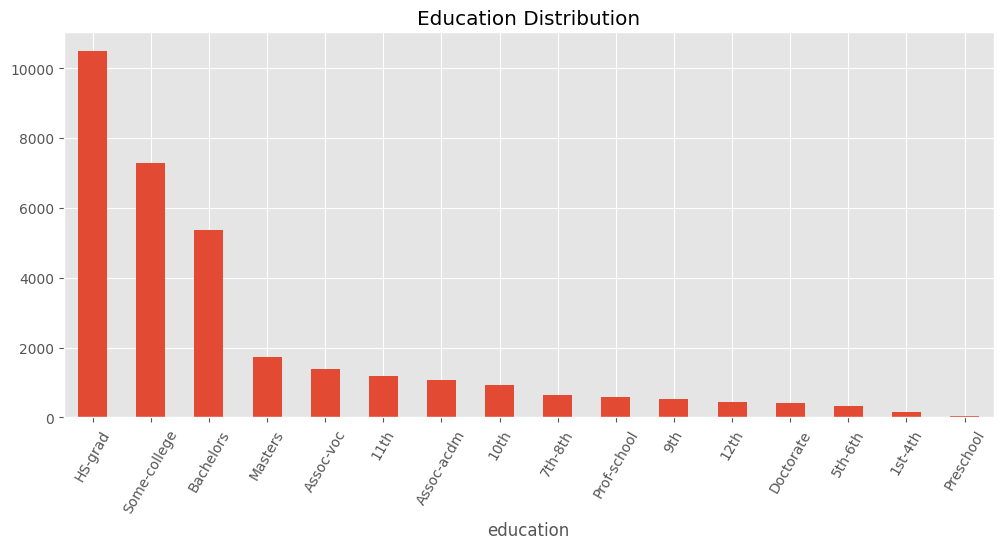 Education Distribution
10000
8000
6000
4000
2000
0
HS-grad
Some-college
Bachelors
Masters
Assoc-voc
11th
Assoc-acdm
10th
7th-8th
Prof-school
9th
12th
Doctorate
5th-6th
1st-4th
Preschool
education